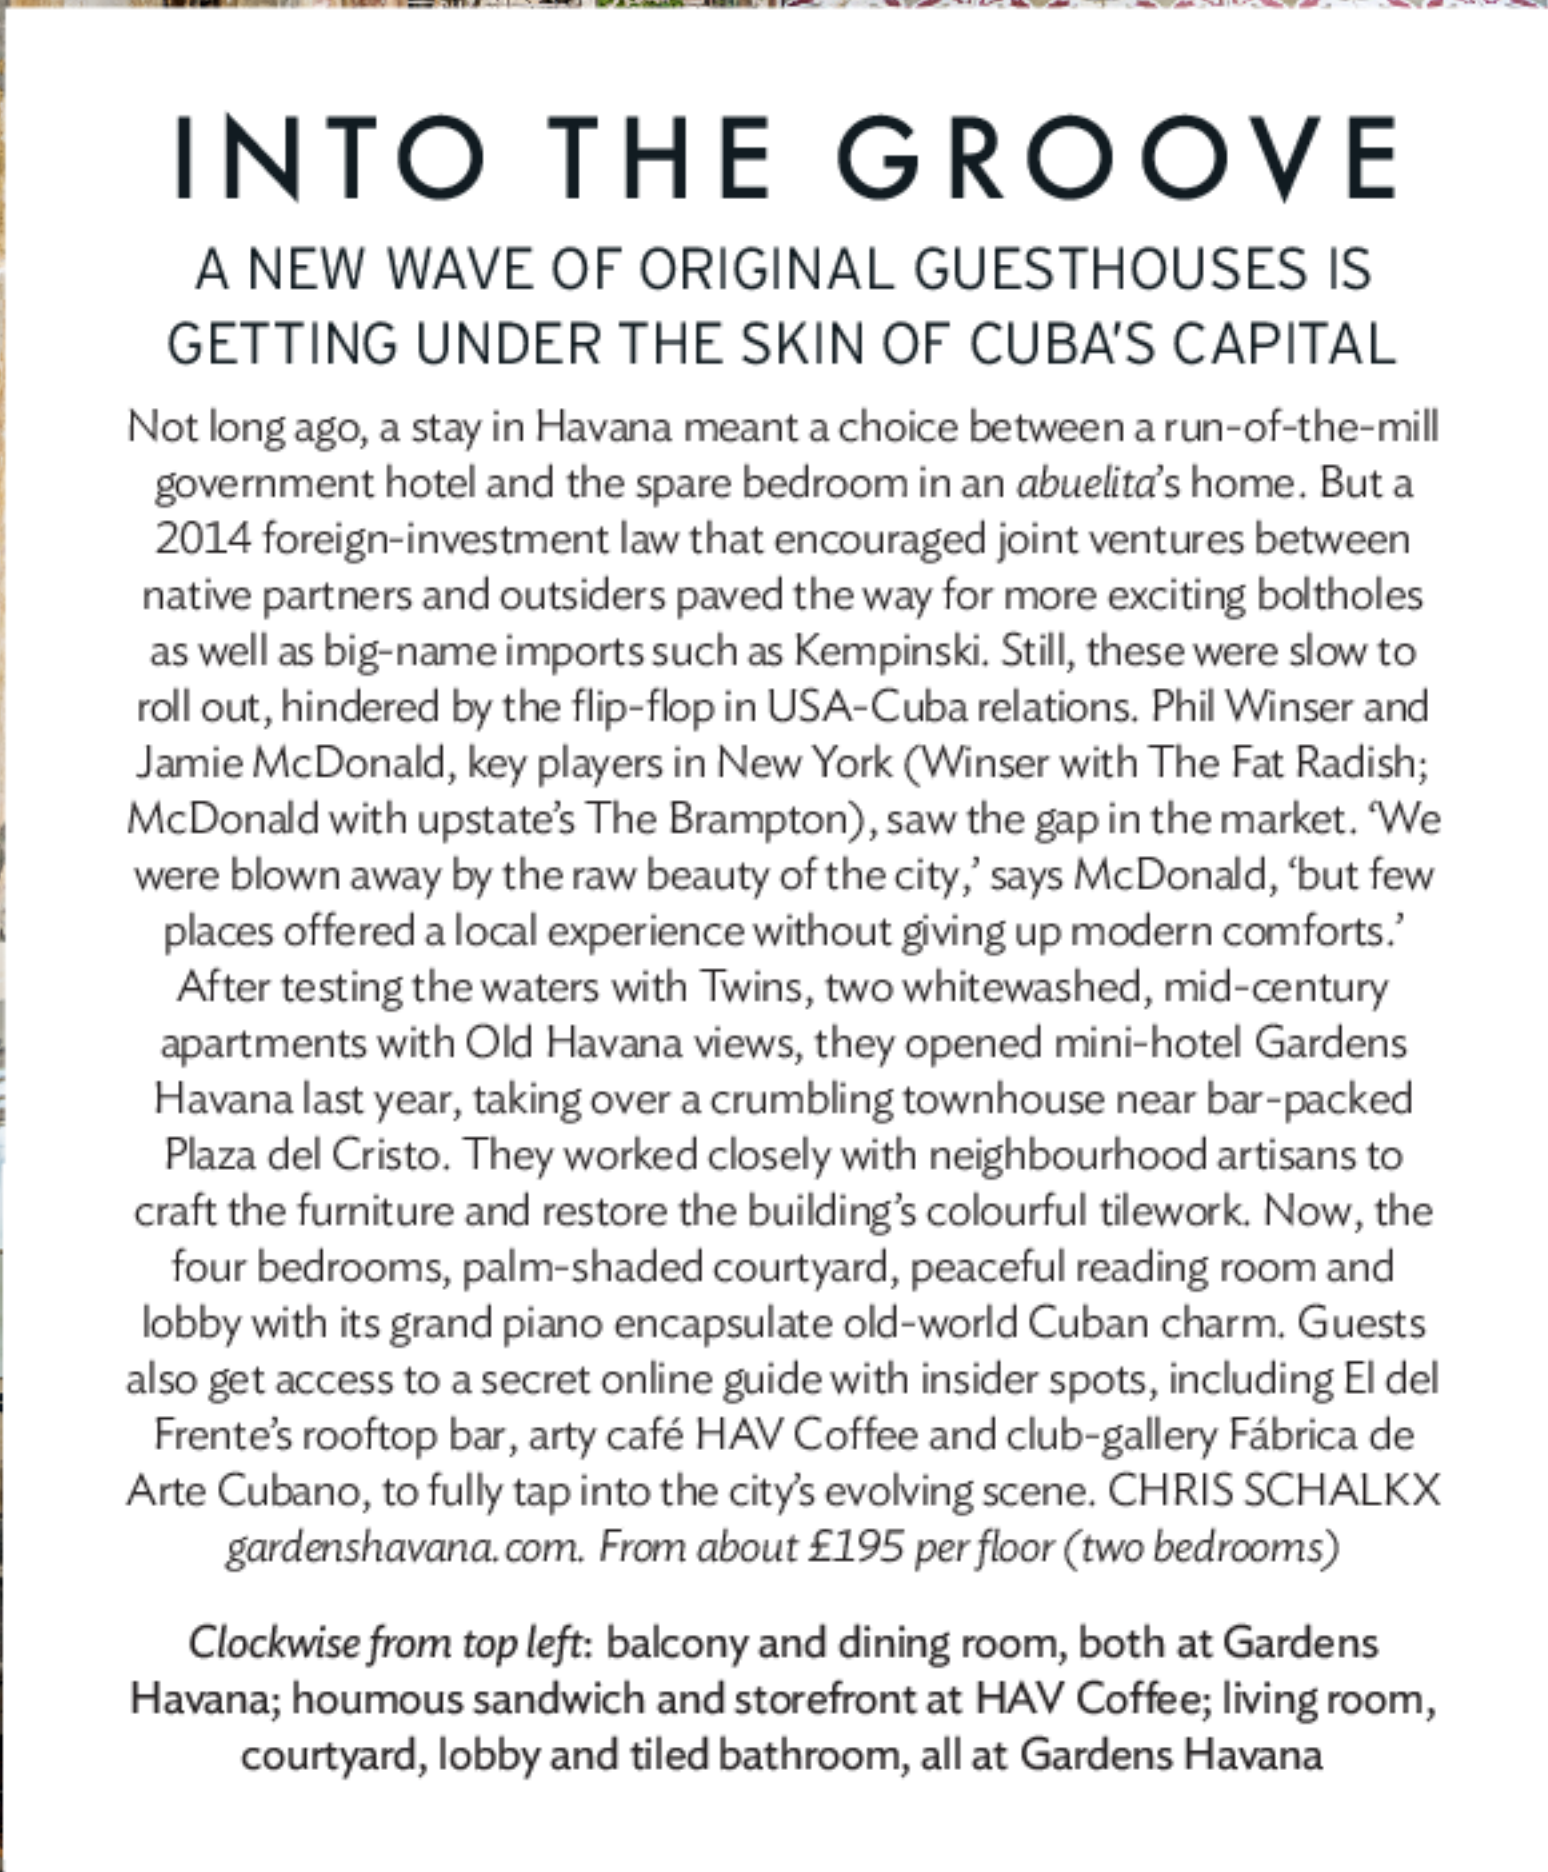 INTO THE GROOVE
A NEW WAVE OF ORIGINAL GUESTHOUSES IS
GETTING UNDER THE SKIN OF CUBA'S CAPITAL
Not long ago, a stay in Havana meant a choice between a run-of-the-mill
government hotel and the spare bedroom in an abuelita’s home. But a
2014 foreign-investment law that encouraged joint ventures between
native partners and outsiders paved the way for more exciting boltholes
as well as big-name imports such as Kempinski. Still, these were slow to
roll out, hindered by the flip-flop in USA-Cuba relations. Phil Winser and
Jamie McDonald, key players in New York (Winser with The Fat Radish;
McDonald with upstate’s The Brampton), saw the gap in the market. ‘We
were blown away by the raw beauty of the city,’ says McDonald, ‘but few
places offered a local experience without giving up modern comforts.’
After testing the waters with Twins, two whitewashed, mid-century
apartments with Old Havana views, they opened mini-hotel Gardens
Havana last year, taking over a crumbling townhouse near bar-packed
Plaza del Cristo. They worked closely with neighbourhood artisans to
craft the furniture and restore the building’s colourful tilework. Now, the
four bedrooms, palm-shaded courtyard, peaceful reading room and
lobby with its grand piano encapsulate old-world Cuban charm. Guests
also get access to a secret online guide with insider spots, including El del
Frente’s rooftop bar, arty café HAV Coffee and club-gallery Fábrica de
Arte Cubano, to fully tap into the city’s evolving scene. CHRIS SCHALKX
gardenshavana.com. From about £195 per floor (two bedrooms)
Clockwise from top left: balcony and dining room, both at Gardens
Havana; houmous sandwich and storefront at HAV Coffee; living room,
courtyard, lobby and tiled bathroom, all at Gardens Havana